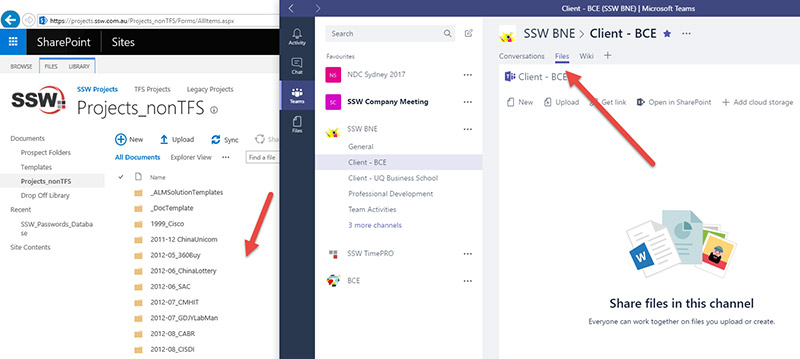 https://projects.ssw.com.au/Projects_nonTFS/Forms/AllItems.aspx
SharePoint
Sites
BROWSE FILES LIBRARY
SSW
SSW Projects TFS Projects Legacy Projects
Projects_nonTFS
Documents
Prospect Folders
Templates
Projects_nonTFS
Drop Off Library
Recent
SSW_Passwords_Databa
se
Site Contents
New Upload Sync Sha
All Documents Explorer View ... Find a file
Name
_ALMSolutionTemplates
_DocTemplate
1999_Cisco
2011-12 ChinaUnicom
2012-05_360Buy
2012-06_ChinaLottery
2012-06_SAC
2012-07_CMHIT
2012-07_GDJYLabMan
2012-08_CABR
2012-08_CISDI
Client - BCE (SSW BNE) | Microsoft Teams
Activity
Chat
Teams
Files
Search
Favourites
NS NDC Sydney 2017 ...
SC SSW Company Meeting ...
SSW BNE ...
General
Client - BCE
Client - UQ Business School
Professional Development
Team Activities
3 more channels
SSW TimePRO ...
BCE ...
SSW BNE > Client - BCE ...
Conversations Files Wiki +
Client - BCE
New Upload Get link Open in SharePoint + Add cloud storage
Share files in this channel
Everyone can work together on files you upload or create.